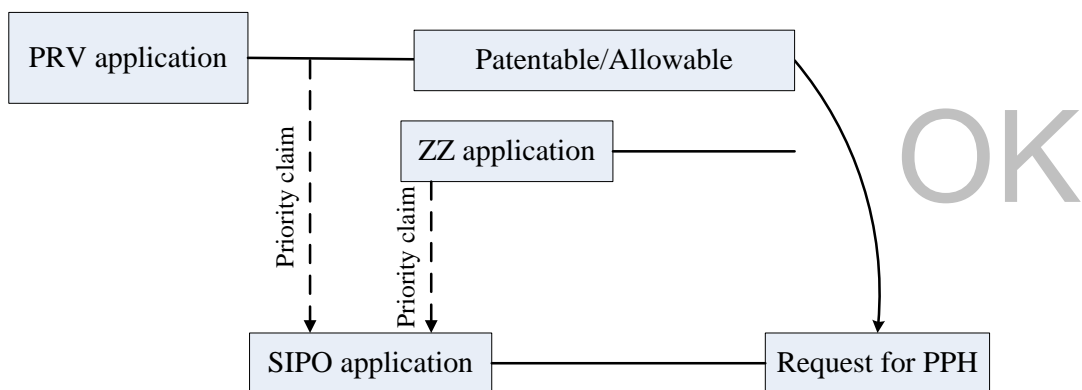 PRV application
Patentable/Allowable
OK
ZZ application
Priority claim
Priority claim
SIPO application
Request for PPH